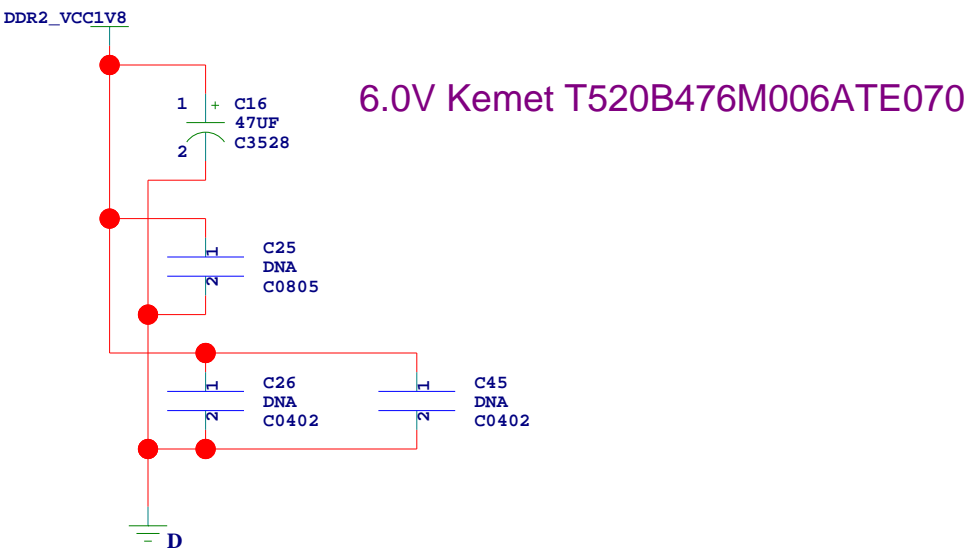 DDR2_VCC1V8
6.0V Kemet T520B476M006ATE070
1 + C16
47UF
2 C3528
1 C25
DNA
2 C0805
1 C26
DNA
2 C0402
1 C45
DNA
2 C0402
D